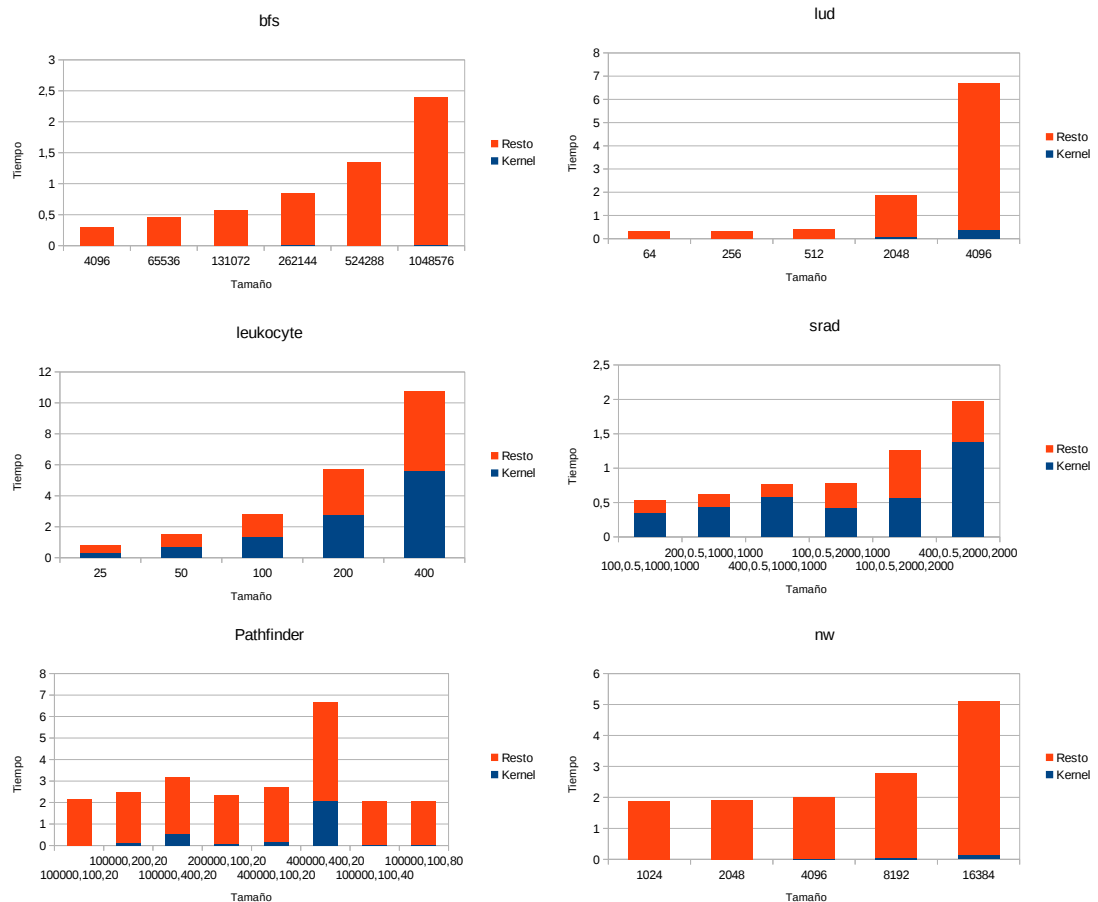 bfs
3
2,5
2
1,5
1
0,5
0
Tiempo
4096 65536 131072 262144 524288 1048576
Tamaño
Resto
Kernel
lud
8
7
6
5
4
3
2
1
0
Tiempo
64 256 512 2048 4096
Tamaño
Resto
Kernel
leukocyte
12
10
8
6
4
2
0
Tiempo
25 50 100 200 400
Tamaño
Resto
Kernel
srad
2,5
2
1,5
1
0,5
0
Tiempo
200,0.5,1000,1000 100,0.5,2000,1000 400,0.5,2000,2000
100,0.5,1000,1000 400,0.5,1000,1000 100,0.5,2000,2000
Tamaño
Resto
Kernel
Pathfinder
8
7
6
5
4
3
2
1
0
Tiempo
100000,200,20 200000,100,20 4000000,400,20 1000000,100,80
100000,100,20 100000,400,20 400000,100,20 1000000,100,40
Tamaño
Resto
Kernel
nw
6
5
4
3
2
1
0
Tiempo
1024 2048 4096 8192 16384
Tamaño
Resto
Kernel